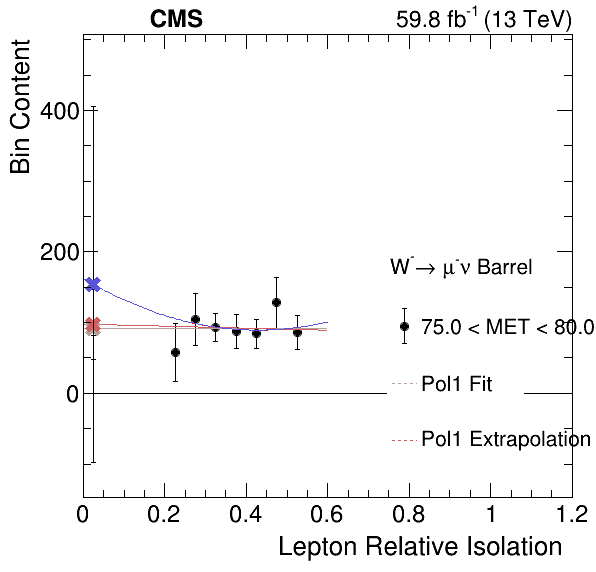 CMS
59.8 fb⁻¹ (13 TeV)
Bin Content
400
200
0
W⁻→ μ⁻ν Barrel
75.0 < MET < 80.0
Pol1 Fit
Pol1 Extrapolation
0 0.2 0.4 0.6 0.8 1 1.2
Lepton Relative Isolation